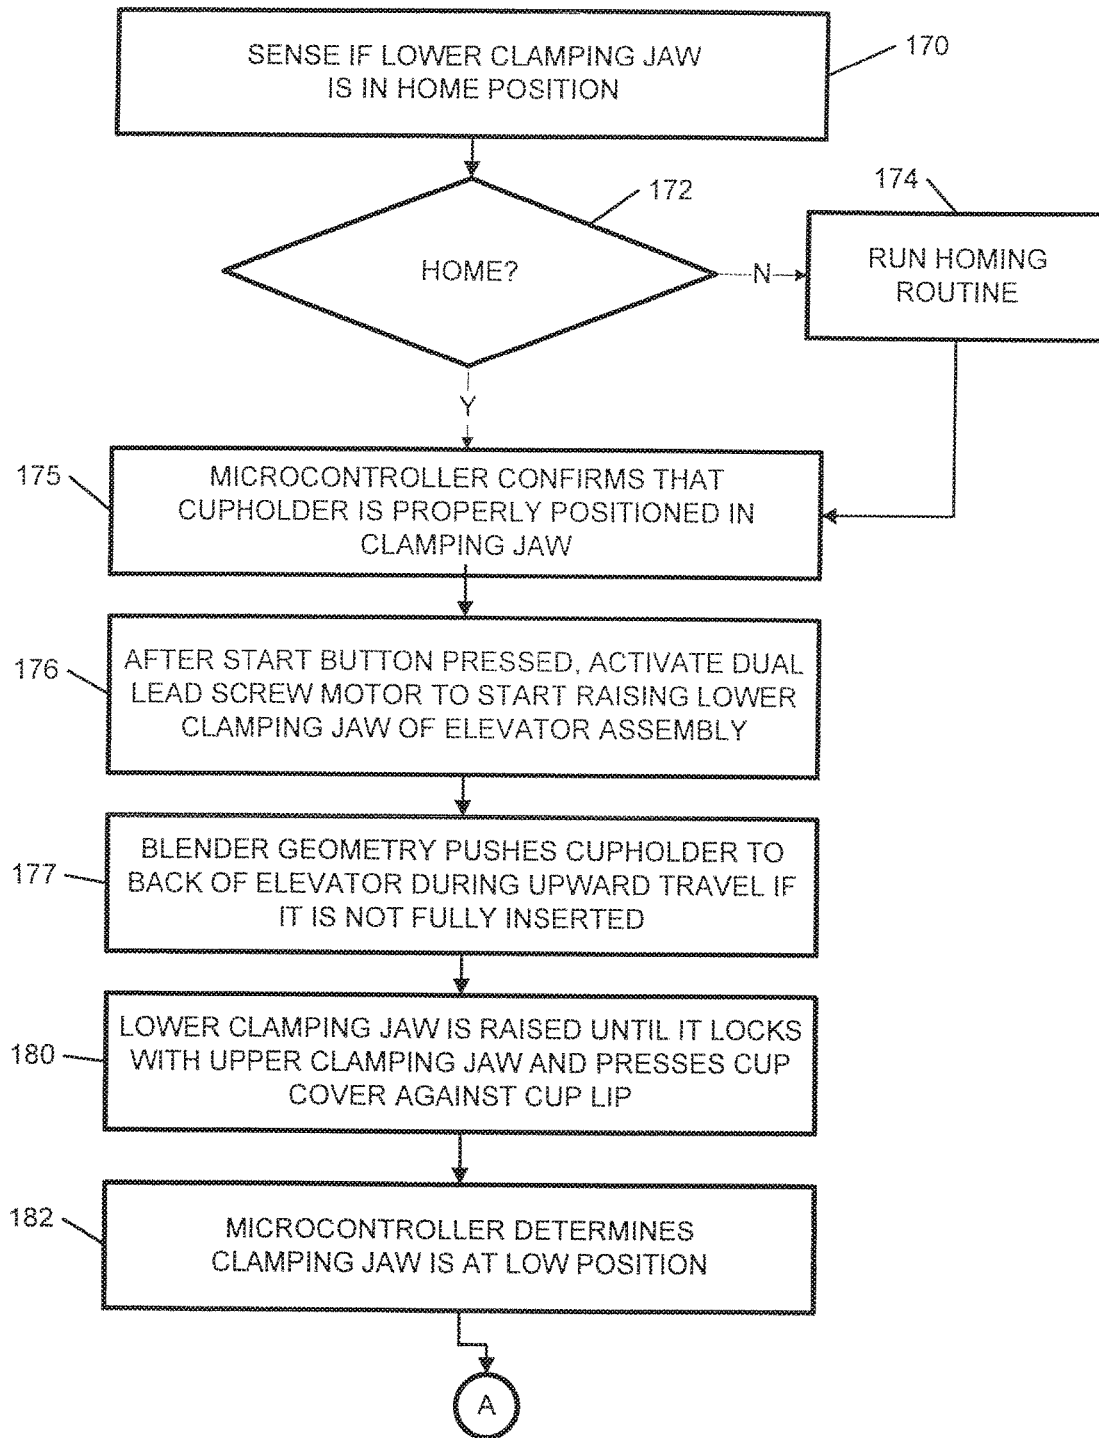 SENSE IF LOWER CLAMPING JAW
IS IN HOME POSITION
170
172
HOME?
N
174
RUN HOMING
ROUTINE
Y
175
MICROCONTROLLER CONFIRMS THAT
CUPHOLDER IS PROPERLY POSITIONED IN
CLAMPING JAW
176
AFTER START BUTTON PRESSED, ACTIVATE DUAL
LEAD SCREW MOTOR TO START RAISING LOWER
CLAMPING JAW OF ELEVATOR ASSEMBLY
177
BLENDER GEOMETRY PUSHES CUPHOLDER TO
BACK OF ELEVATOR DURING UPWARD TRAVEL IF
IT IS NOT FULLY INSERTED
180
LOWER CLAMPING JAW IS RAISED UNTIL IT LOCKS
WITH UPPER CLAMPING JAW AND PRESSES CUP
COVER AGAINST CUP LIP
182
MICROCONTROLLER DETERMINES
CLAMPING JAW IS AT LOW POSITION
A